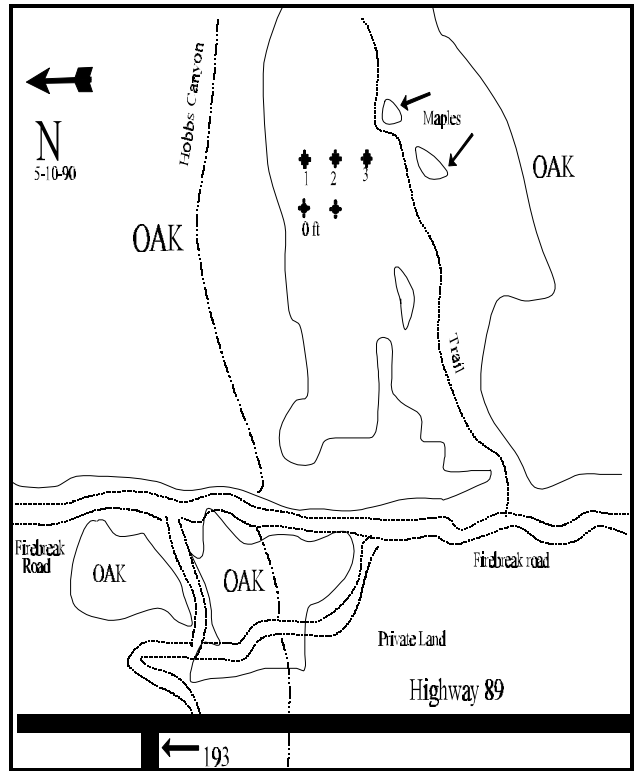 Hobbs Canyon
N
5-10-90
Maples
OAK
1 2 3
0 ft
OAK
Trail
Firebreak
Road
OAK
OAK
Firebreak road
Private Land
Highway 89
193